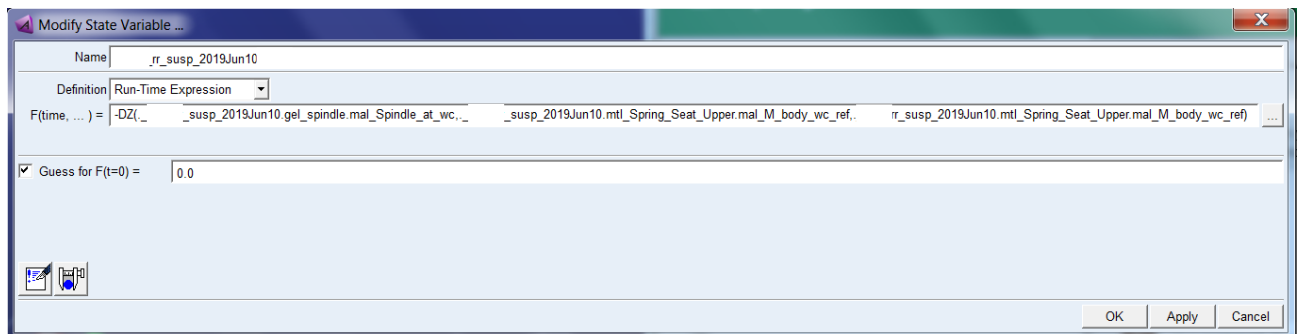 Modify State Variable ...
Name _rr_susp_2019Jun10
Definition Run-Time Expression
F(time, ... ) = -DZ(._ _susp_2019Jun10.gel_spindle.mal_Spindle_at_wc,._ _susp_2019Jun10.mtl_Spring_Seat_Upper.mal_M_body_wc_ref,. rr_susp_2019Jun10.mtl_Spring_Seat_Upper.mal_M_body_wc_ref) ...
Guess for F(t=0) = 0.0
OK Apply Cancel